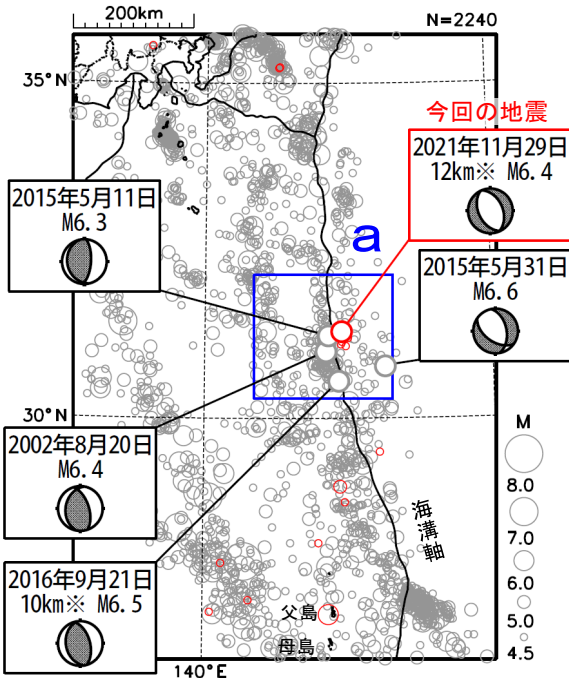 200km
N=2240
35°N
今回の地震
2021年11月29日
12km※ M6.4
2015年5月11日
M6.3
a
2015年5月31日
M6.6
30°N
2002年8月20日
M6.4
2016年9月21日
10km※ M6.5
海溝軸
父島
母島
140°E
M
8.0
7.0
6.0
5.0
4.5